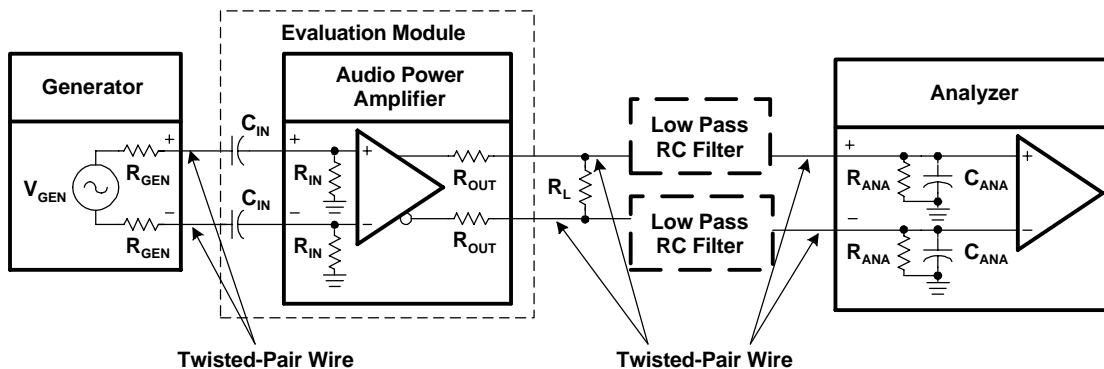 Evaluation Module
Generator
Audio Power
Amplifier
Analyzer
Low Pass
RC Filter
Low Pass
RC Filter
V_GEN
R_GEN
R_GEN
+
−
C_IN
C_IN
+
−
R_IN
R_IN
+
−
R_OUT
R_OUT
R_L
+
−
R_ANA
R_ANA
C_ANA
C_ANA
+
−
Twisted-Pair Wire
Twisted-Pair Wire